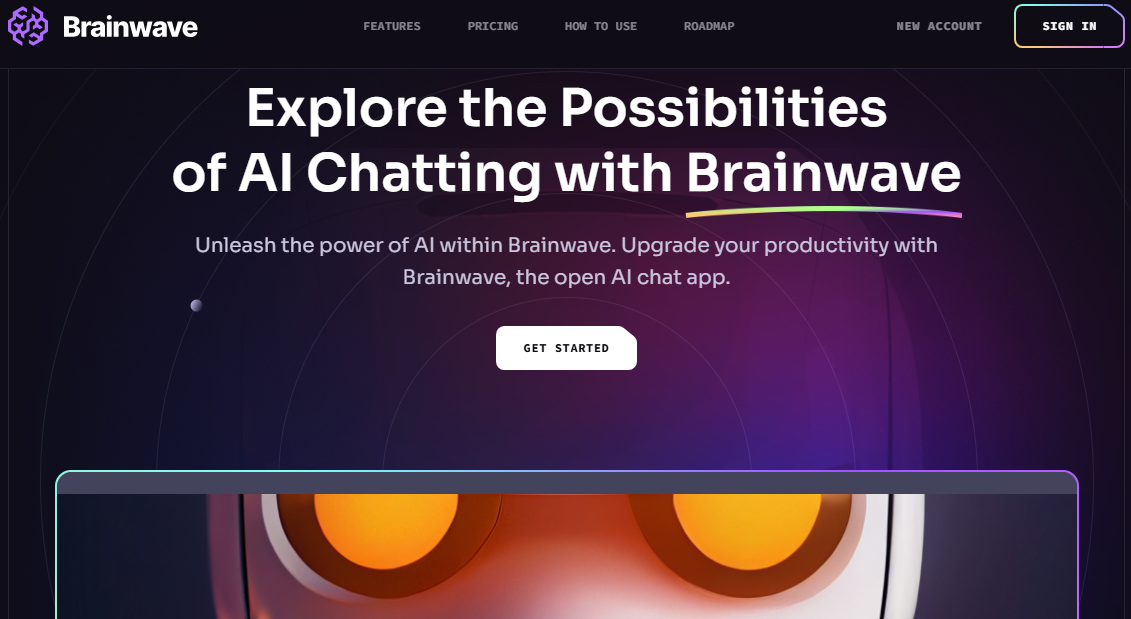 Brainwave
FEATURES
PRICING
HOW TO USE
ROADMAP
NEW ACCOUNT
SIGN IN
Explore the Possibilities
of AI Chatting with Brainwave
Unleash the power of AI within Brainwave. Upgrade your productivity with
Brainwave, the open AI chat app.
GET STARTED